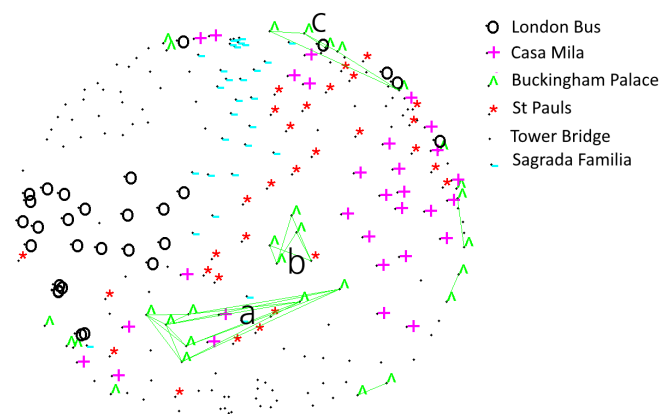 c
London Bus
Casa Mila
Buckingham Palace
St Pauls
Tower Bridge
Sagrada Familia
b
a